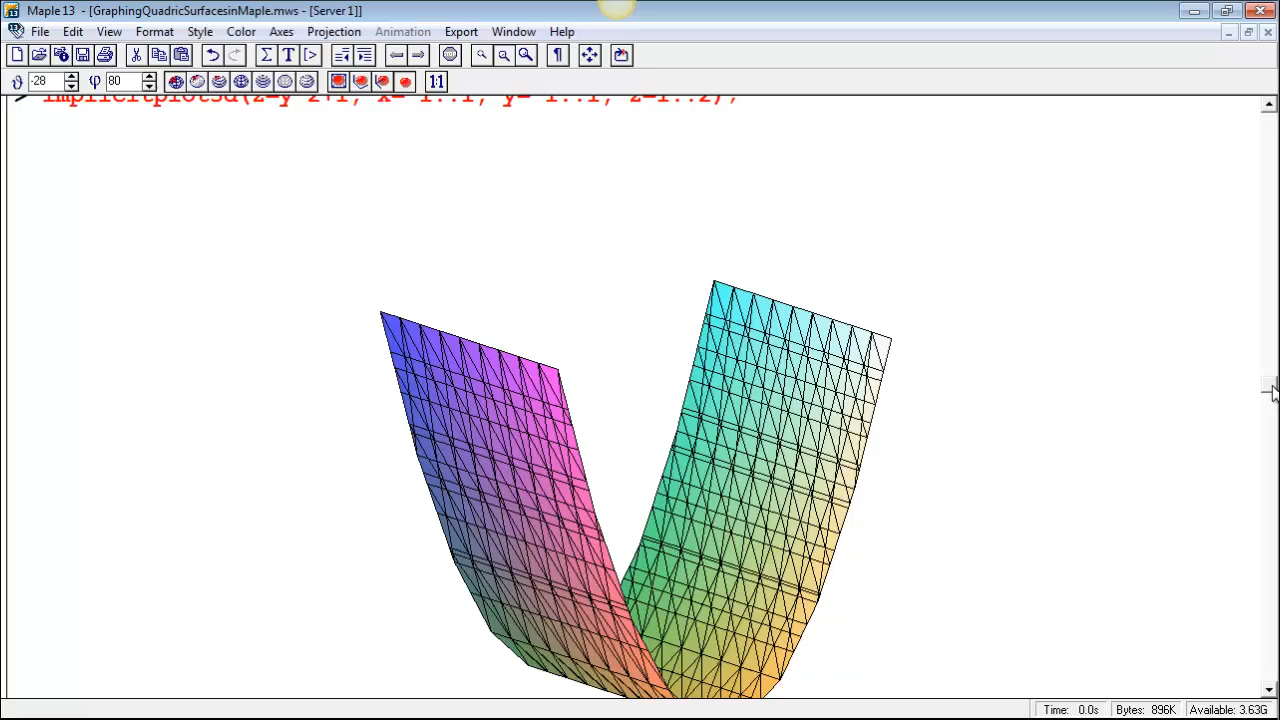 Maple 13 - [GraphingQuadricSurfacesinMaple.mws - [Server 1]]
File Edit View Format Style Color Axes Projection Animation Export Window Help
ϑ -28 φ 80 1:1
Time: 0.0s Bytes: 896K Available: 3.63G